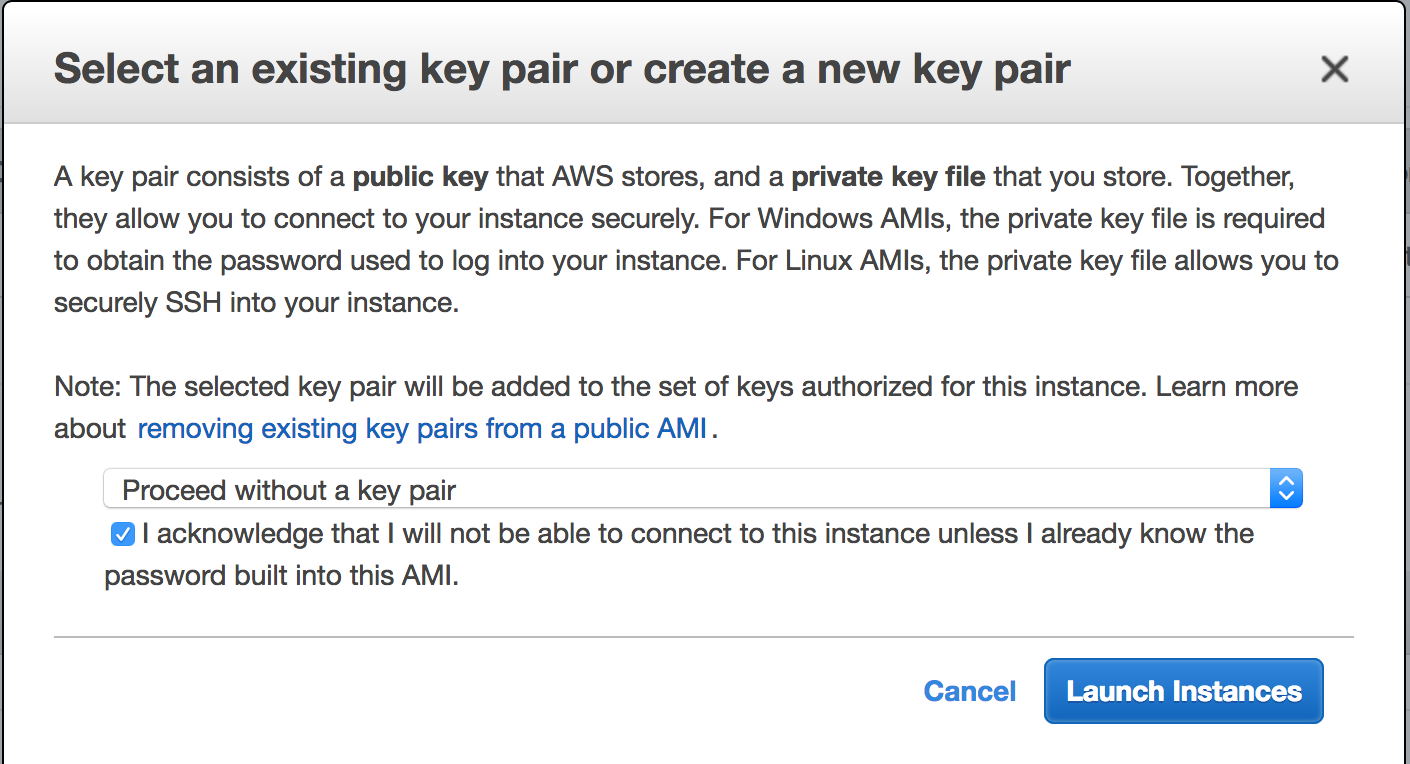 Select an existing key pair or create a new key pair
A key pair consists of a public key that AWS stores, and a private key file that you store. Together,
they allow you to connect to your instance securely. For Windows AMIs, the private key file is required
to obtain the password used to log into your instance. For Linux AMIs, the private key file allows you to
securely SSH into your instance.
Note: The selected key pair will be added to the set of keys authorized for this instance. Learn more
about removing existing key pairs from a public AMI.
Proceed without a key pair
I acknowledge that I will not be able to connect to this instance unless I already know the
password built into this AMI.
Cancel Launch Instances